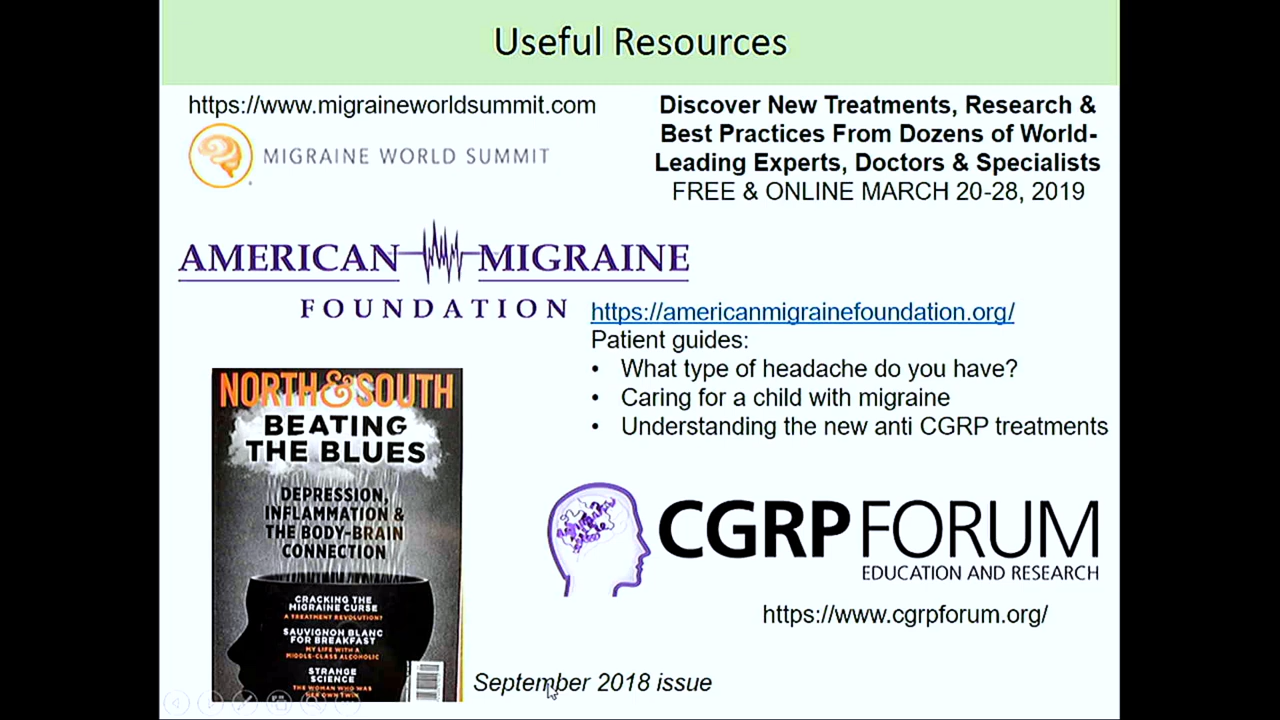 Useful Resources
https://www.migraineworldsummit.com
MIGRAINE WORLD SUMMIT
Discover New Treatments, Research &
Best Practices From Dozens of World-
Leading Experts, Doctors & Specialists
FREE & ONLINE MARCH 20-28, 2019
AMERICAN MIGRAINE
FOUNDATION
https://americanmigrainefoundation.org/
Patient guides:
• What type of headache do you have?
• Caring for a child with migraine
• Understanding the new anti CGRP treatments
NORTH & SOUTH
BEATING
THE BLUES
DEPRESSION,
INFLAMMATION &
THE BODY-BRAIN
CONNECTION
CRACKING THE
MIGRAINE CURSE
A TREATMENT REVOLUTION?
SAUVIGNON BLANC
FOR BREAKFAST
MY LIFE WITH A
MIDDLE-CLASS ALCOHOLIC
STRANGE
SCIENCE
THE WOMAN WHO WAS
HER OWN TWIN
CGRP FORUM
EDUCATION AND RESEARCH
https://www.cgrpforum.org/
September 2018 issue